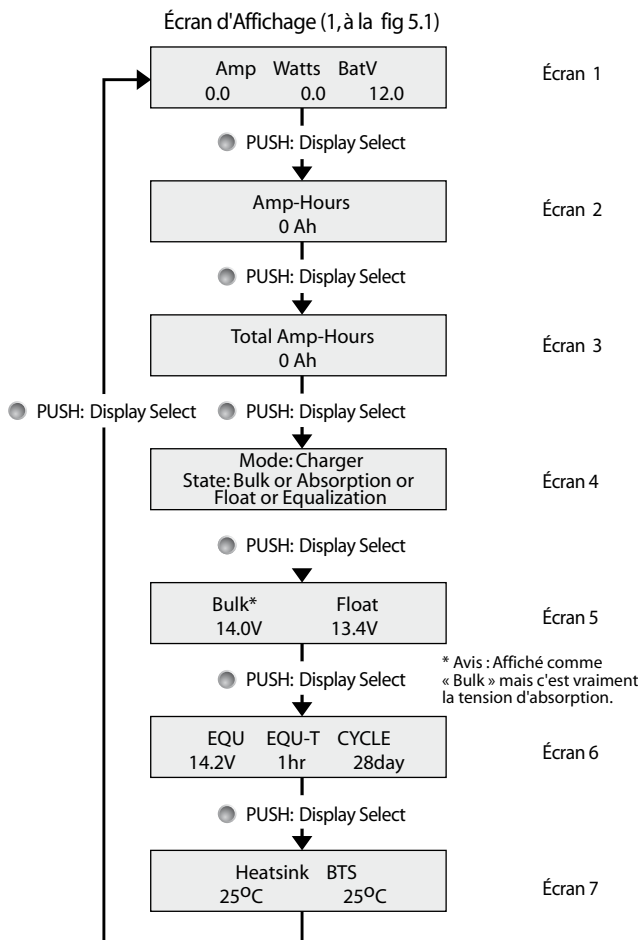 Écran d'Affichage (1, à la fig 5.1)
Amp Watts BatV
0.0 0.0 12.0
Écran 1
PUSH: Display Select
Amp-Hours
0 Ah
Écran 2
PUSH: Display Select
Total Amp-Hours
0 Ah
Écran 3
PUSH: Display Select
PUSH: Display Select
Mode: Charger
State: Bulk or Absorption or
Float or Equalization
Écran 4
PUSH: Display Select
Bulk* Float
14.0V 13.4V
Écran 5
* Avis : Affiché comme
« Bulk » mais c'est vraiment
la tension d'absorption.
PUSH: Display Select
EQU EQU-T CYCLE
14.2V 1hr 28day
Écran 6
PUSH: Display Select
Heatsink BTS
25ºC 25ºC
Écran 7